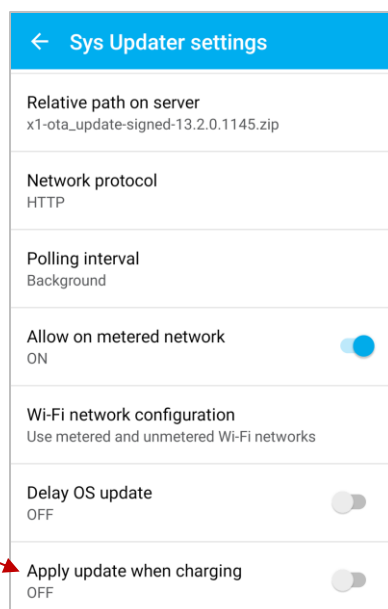 Sys Updater settings
Relative path on server
x1-ota_update-signed-13.2.0.1145.zip
Network protocol
HTTP
Polling interval
Background
Allow on metered network
ON
Wi-Fi network configuration
Use metered and unmetered Wi-Fi networks
Delay OS update
OFF
Apply update when charging
OFF